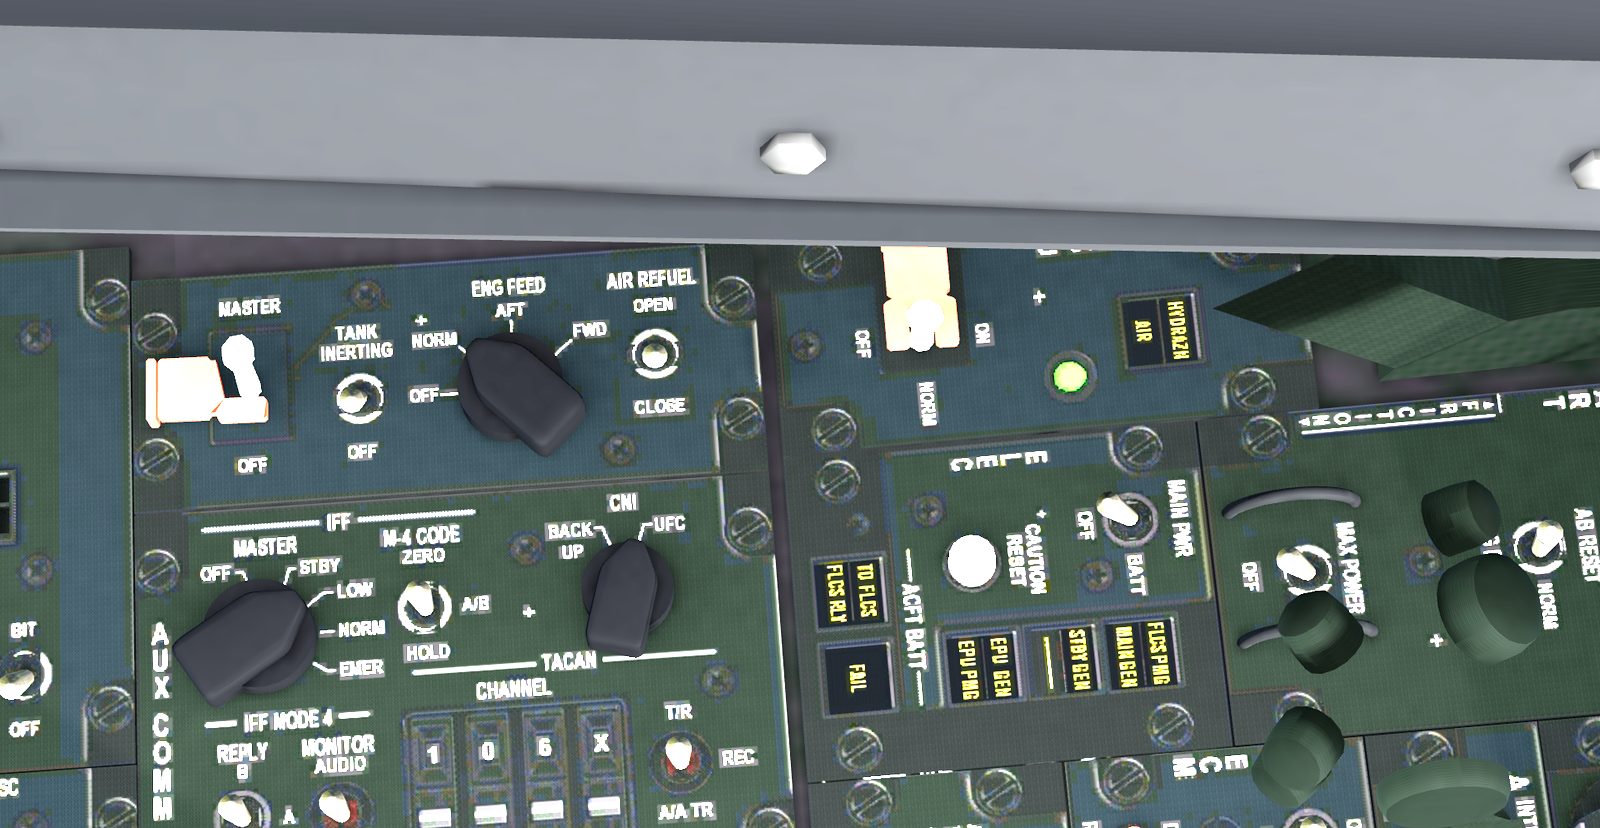 MASTER
OFF
TANK
INERTING
OFF
ENG FEED
AFT
NORM
FWD
OFF
AIR REFUEL
OPEN
CLOSE
BIT
OFF
IFF
MASTER
OFF
STBY
LOW
NORM
EMER
M-4 CODE
ZERO
A/B
HOLD
CNI
BACK
UP
UFC
AUX COMM
IFF MODE 4
REPLY
B
A
MONITOR
AUDIO
TACAN
CHANNEL
1 0 6 X
T/R
REC
A/A TR
OFF
ON
NORM
HYDRAZN
AIR
ELEC
CAUTION
RESET
MAIN PWR
OFF
BATT
ACFT BATT
TO FLCS
FLCS RLY
FAIL
EPU GEN
EPU PMG
STBY GEN
FLCS PMG
MAIN GEN
FRICTION
MAX POWER
OFF
AB RESET
NORM